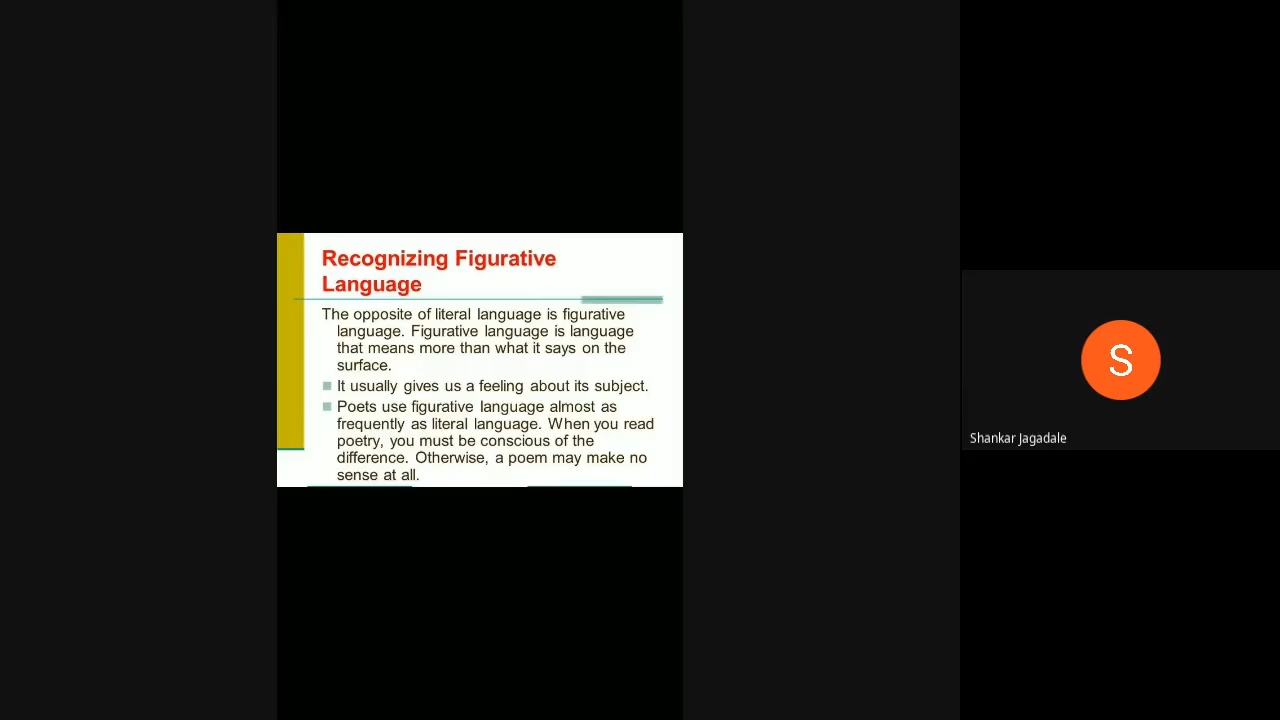 Recognizing Figurative
Language
The opposite of literal language is figurative
language. Figurative language is language
that means more than what it says on the
surface.
It usually gives us a feeling about its subject.
Poets use figurative language almost as
frequently as literal language. When you read
poetry, you must be conscious of the
difference. Otherwise, a poem may make no
sense at all.
S
Shankar Jagadale